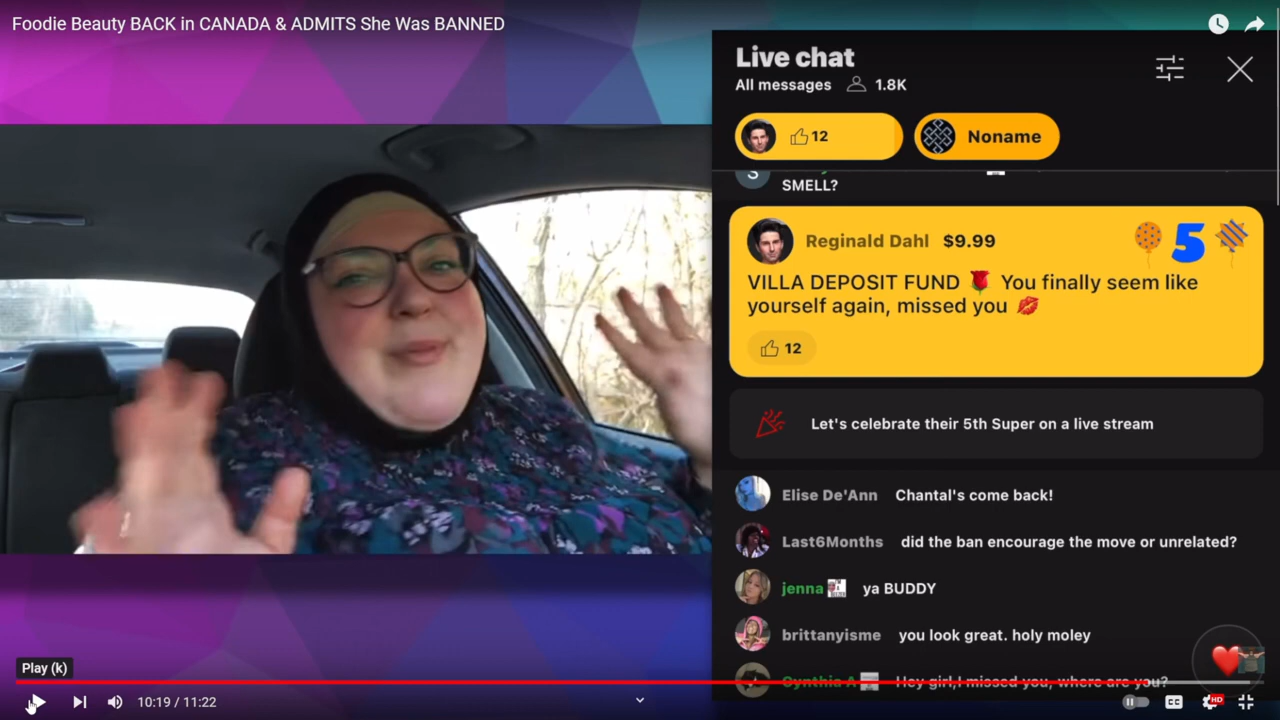 Foodie Beauty BACK in CANADA & ADMITS She Was BANNED
Live chat
All messages 1.8K
12 Noname
SMELL?
Reginald Dahl $9.99 5
VILLA DEPOSIT FUND You finally seem like
yourself again, missed you
12
Let's celebrate their 5th Super on a live stream
Elise De'Ann Chantal's come back!
Last6Months did the ban encourage the move or unrelated?
jenna ya BUDDY
brittanyisme you look great. holy moley
Cynthia A Hey girl,I missed you, where are you?
Play (k)
10:19 / 11:22
CC HD